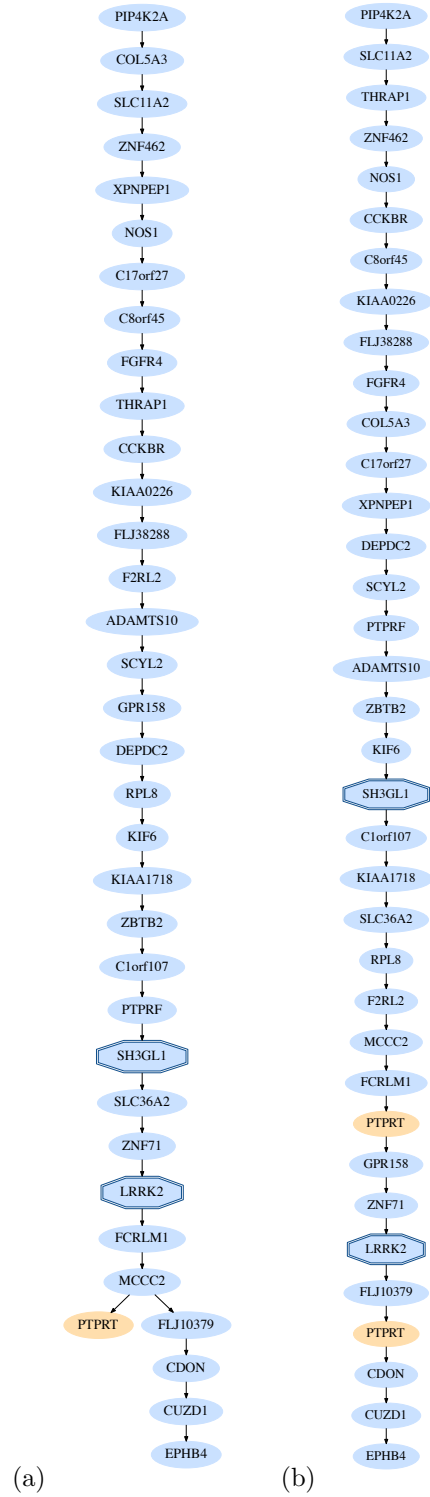 PIP4K2A
COL5A3
SLC11A2
ZNF462
XPNPEP1
NOS1
C17orf27
C8orf45
FGFR4
THRAP1
CCKBR
KIAA0226
FLJ38288
F2RL2
ADAMTS10
SCYL2
GPR158
DEPDC2
RPL8
KIF6
KIAA1718
ZBTB2
C1orf107
PTPRF
SH3GL1
SLC36A2
ZNF71
LRRK2
FCRLM1
MCCC2
PTPRT FLJ10379
CDON
CUZD1
EPHB4
(a)
PIP4K2A
SLC11A2
THRAP1
ZNF462
NOS1
CCKBR
C8orf45
KIAA0226
FLJ38288
FGFR4
COL5A3
C17orf27
XPNPEP1
DEPDC2
SCYL2
PTPRF
ADAMTS10
ZBTB2
KIF6
SH3GL1
C1orf107
KIAA1718
SLC36A2
RPL8
F2RL2
MCCC2
FCRLM1
PTPRT
GPR158
ZNF71
LRRK2
FLJ10379
PTPRT
CDON
CUZD1
EPHB4
(b)